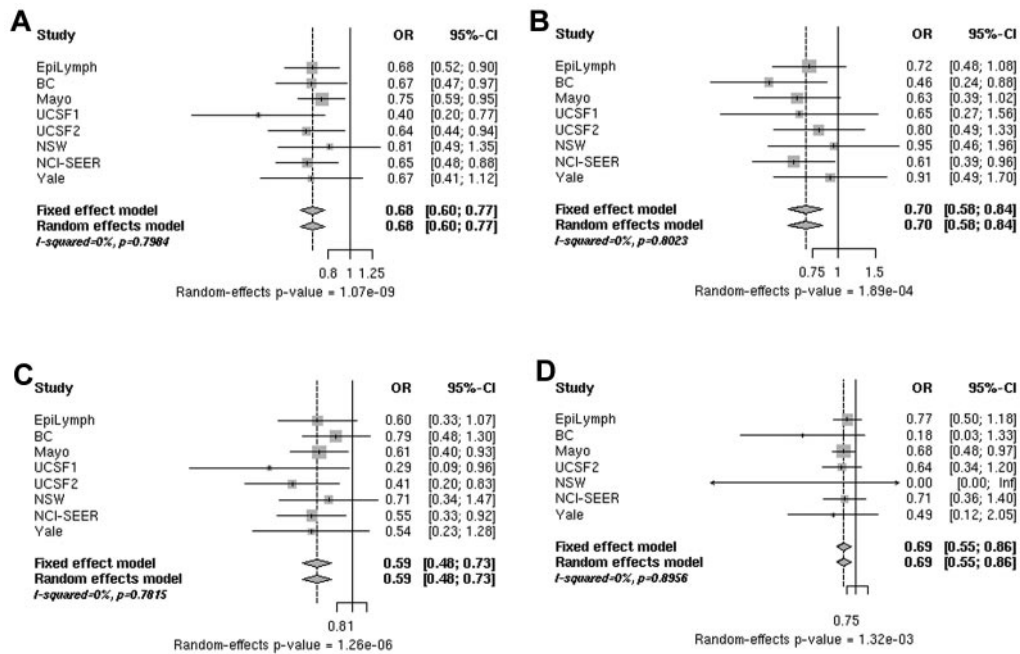 A
Study OR 95%-CI
EpiLymph 0.68 [0.52; 0.90]
BC 0.67 [0.47; 0.97]
Mayo 0.75 [0.59; 0.95]
UCSF1 0.40 [0.20; 0.77]
UCSF2 0.64 [0.44; 0.94]
NSW 0.81 [0.49; 1.35]
NCI-SEER 0.65 [0.48; 0.88]
Yale 0.67 [0.41; 1.12]
Fixed effect model 0.68 [0.60; 0.77]
Random effects model 0.68 [0.60; 0.77]
I-squared=0%, p=0.7984
0.8 1 1.25
Random-effects p-value = 1.07e-09
B
Study OR 95%-CI
EpiLymph 0.72 [0.48; 1.08]
BC 0.46 [0.24; 0.88]
Mayo 0.63 [0.39; 1.02]
UCSF1 0.65 [0.27; 1.56]
UCSF2 0.80 [0.49; 1.33]
NSW 0.95 [0.46; 1.96]
NCI-SEER 0.61 [0.39; 0.96]
Yale 0.91 [0.49; 1.70]
Fixed effect model 0.70 [0.58; 0.84]
Random effects model 0.70 [0.58; 0.84]
I-squared=0%, p=0.8023
0.75 1 1.5
Random-effects p-value = 1.89e-04
C
Study OR 95%-CI
EpiLymph 0.60 [0.33; 1.07]
BC 0.79 [0.48; 1.30]
Mayo 0.61 [0.40; 0.93]
UCSF1 0.29 [0.09; 0.96]
UCSF2 0.41 [0.20; 0.83]
NSW 0.71 [0.34; 1.47]
NCI-SEER 0.55 [0.33; 0.92]
Yale 0.54 [0.23; 1.28]
Fixed effect model 0.59 [0.48; 0.73]
Random effects model 0.59 [0.48; 0.73]
I-squared=0%, p=0.7815
0.81
Random-effects p-value = 1.26e-06
D
Study OR 95%-CI
EpiLymph 0.77 [0.50; 1.18]
BC 0.18 [0.03; 1.33]
Mayo 0.68 [0.48; 0.97]
UCSF2 0.64 [0.34; 1.20]
NSW 0.00 [0.00; Inf]
NCI-SEER 0.71 [0.36; 1.40]
Yale 0.49 [0.12; 2.05]
Fixed effect model 0.69 [0.55; 0.86]
Random effects model 0.69 [0.55; 0.86]
I-squared=0%, p=0.8956
0.75
Random-effects p-value = 1.32e-03